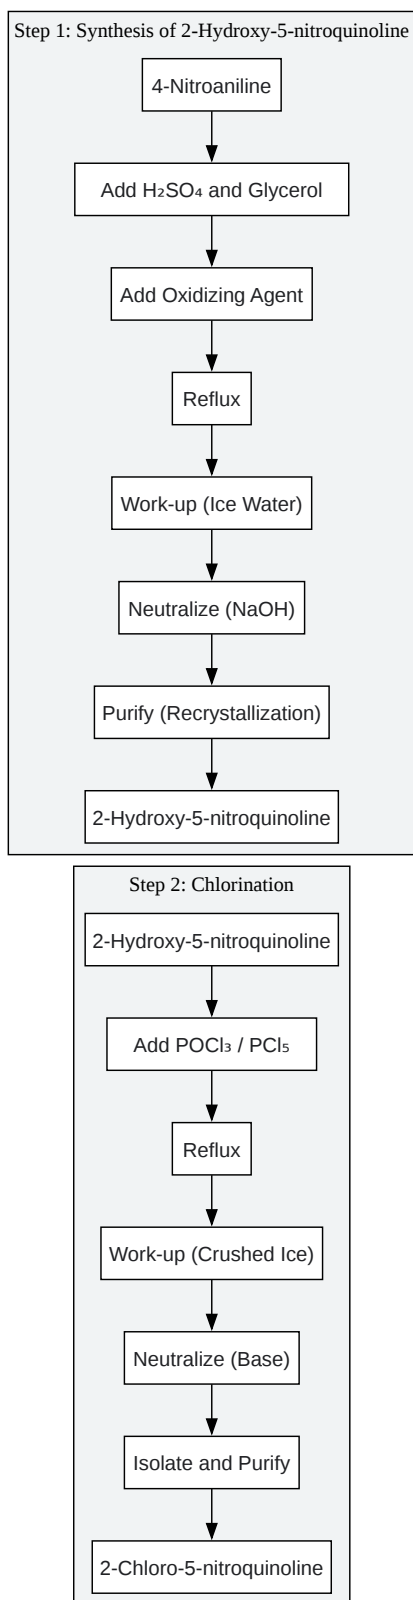 Step 1: Synthesis of 2-Hydroxy-5-nitroquinoline
4-Nitroaniline
Add H₂SO₄ and Glycerol
Add Oxidizing Agent
Reflux
Work-up (Ice Water)
Neutralize (NaOH)
Purify (Recrystallization)
2-Hydroxy-5-nitroquinoline
Step 2: Chlorination
2-Hydroxy-5-nitroquinoline
Add POCl₃ / PCl₅
Reflux
Work-up (Crushed Ice)
Neutralize (Base)
Isolate and Purify
2-Chloro-5-nitroquinoline